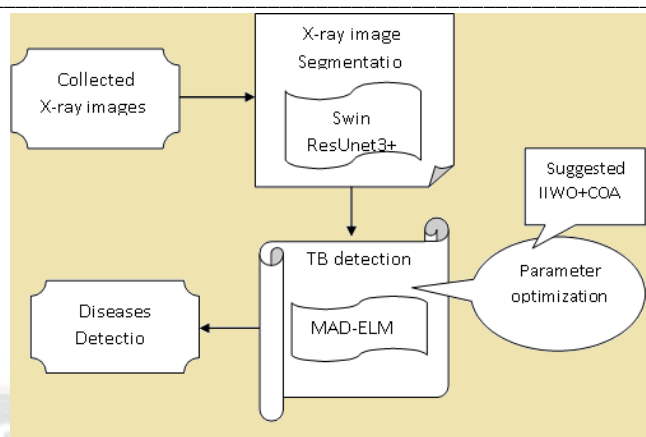 Collected
X-ray images
X-ray image
Segmentatio
Swin
ResUnet3+
Suggested
IIWO+COA
Parameter
optimization
TB detection
MAD-ELM
Diseases
Detectio